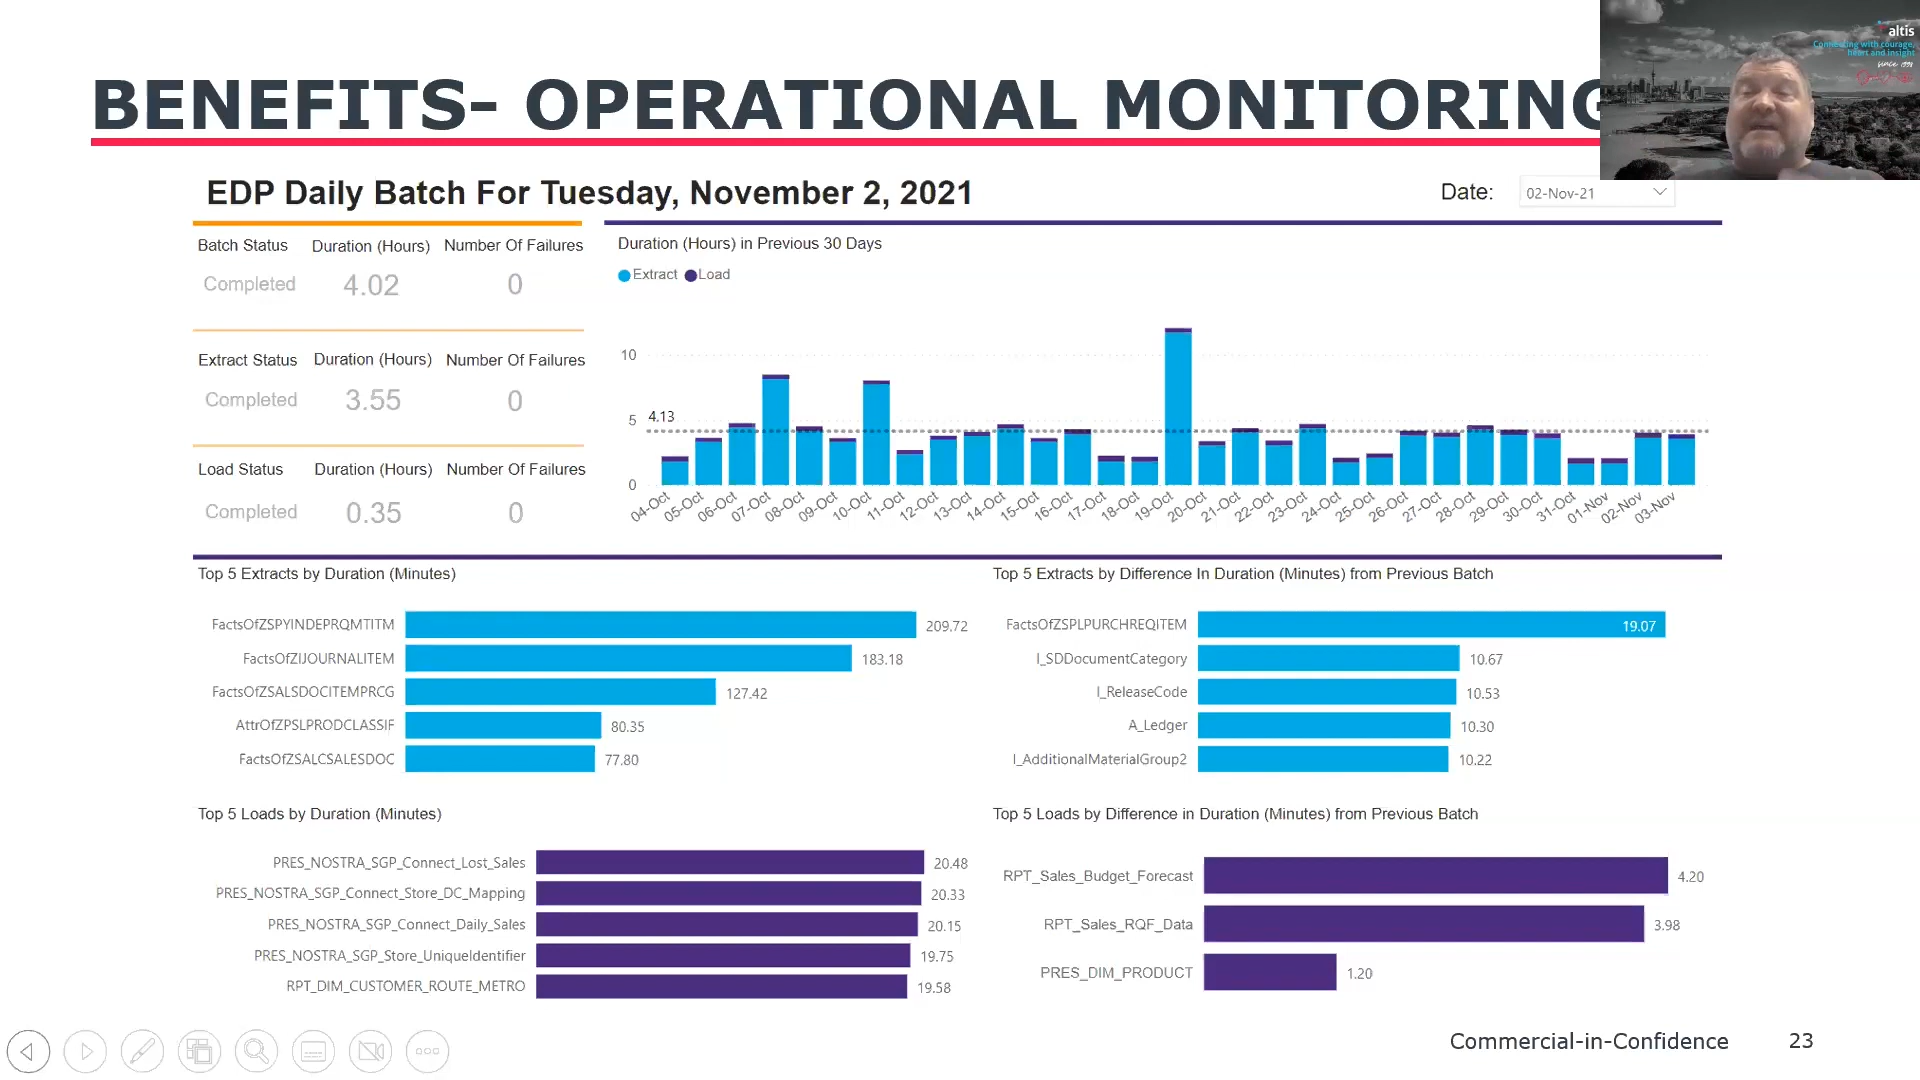 BENEFITS- OPERATIONAL MONITORING
altis
Connecting with courage,
heart and insight
since 1998
EDP Daily Batch For Tuesday, November 2, 2021
Date:
02-Nov-21
Batch Status Duration (Hours) Number Of Failures
Completed 4.02 0
Extract Status Duration (Hours) Number Of Failures
Completed 3.55 0
Load Status Duration (Hours) Number Of Failures
Completed 0.35 0
Duration (Hours) in Previous 30 Days
Extract Load
10
5
4.13
0
04-Oct 05-Oct 06-Oct 07-Oct 08-Oct 09-Oct 10-Oct 11-Oct 12-Oct 13-Oct 14-Oct 15-Oct 16-Oct 17-Oct 18-Oct 19-Oct 20-Oct 21-Oct 22-Oct 23-Oct 24-Oct 25-Oct 26-Oct 27-Oct 28-Oct 29-Oct 30-Oct 31-Oct 01-Nov 02-Nov 03-Nov
Top 5 Extracts by Duration (Minutes)
FactsOfZSPYINDEPRQMTITM 209.72
FactsOfZIJOURNALITEM 183.18
FactsOfZSALSDOCITEMPRCG 127.42
AttrOfZPSLPRODCLASSIF 80.35
FactsOfZSALCSALESDOC 77.80
Top 5 Extracts by Difference In Duration (Minutes) from Previous Batch
FactsOfZSPLPURCHREQITEM 19.07
I_SDDocumentCategory 10.67
I_ReleaseCode 10.53
A_Ledger 10.30
I_AdditionalMaterialGroup2 10.22
Top 5 Loads by Duration (Minutes)
PRES_NOSTRA_SGP_Connect_Lost_Sales 20.48
PRES_NOSTRA_SGP_Connect_Store_DC_Mapping 20.33
PRES_NOSTRA_SGP_Connect_Daily_Sales 20.15
PRES_NOSTRA_SGP_Store_UniqueIdentifier 19.75
RPT_DIM_CUSTOMER_ROUTE_METRO 19.58
Top 5 Loads by Difference in Duration (Minutes) from Previous Batch
RPT_Sales_Budget_Forecast 4.20
RPT_Sales_RQF_Data 3.98
PRES_DIM_PRODUCT 1.20
Commercial-in-Confidence 23